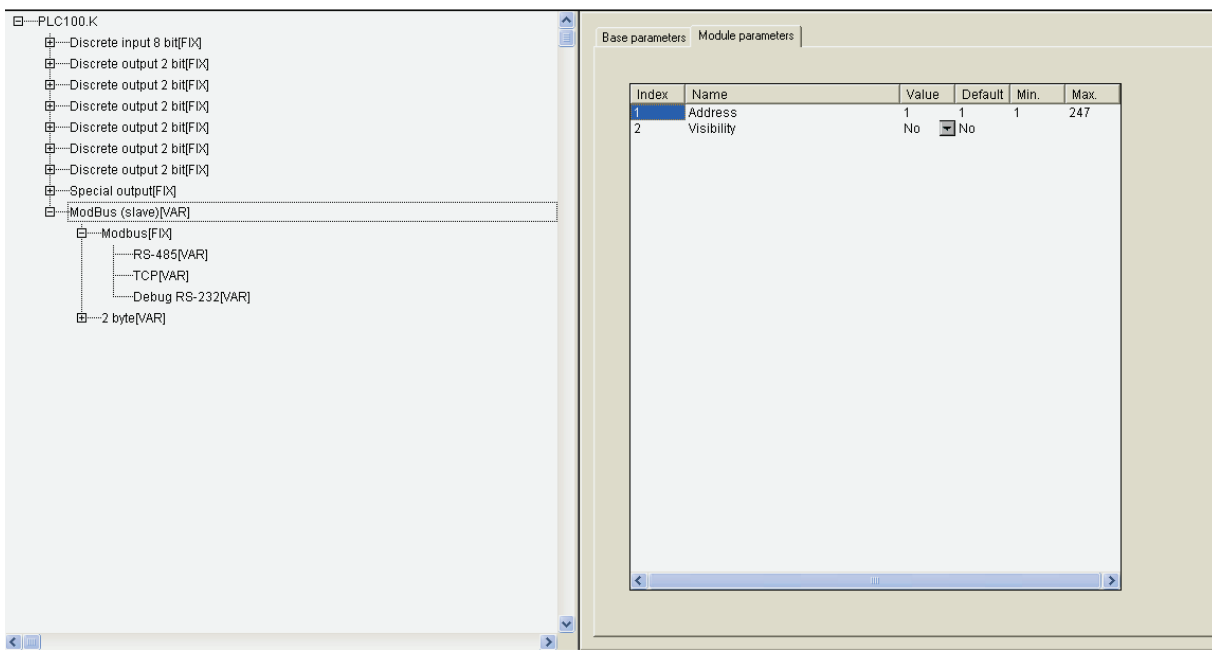 PLC100.K
Discrete input 8 bit[FIX]
Discrete output 2 bit[FIX]
Discrete output 2 bit[FIX]
Discrete output 2 bit[FIX]
Discrete output 2 bit[FIX]
Discrete output 2 bit[FIX]
Discrete output 2 bit[FIX]
Special output[FIX]
ModBus (slave)[VAR]
Modbus[FIX]
RS-485[VAR]
TCP[VAR]
Debug RS-232[VAR]
2 byte[VAR]
Base parameters Module parameters
Index Name Value Default Min. Max.
1 Address 1 1 1 247
2 Visibility No No